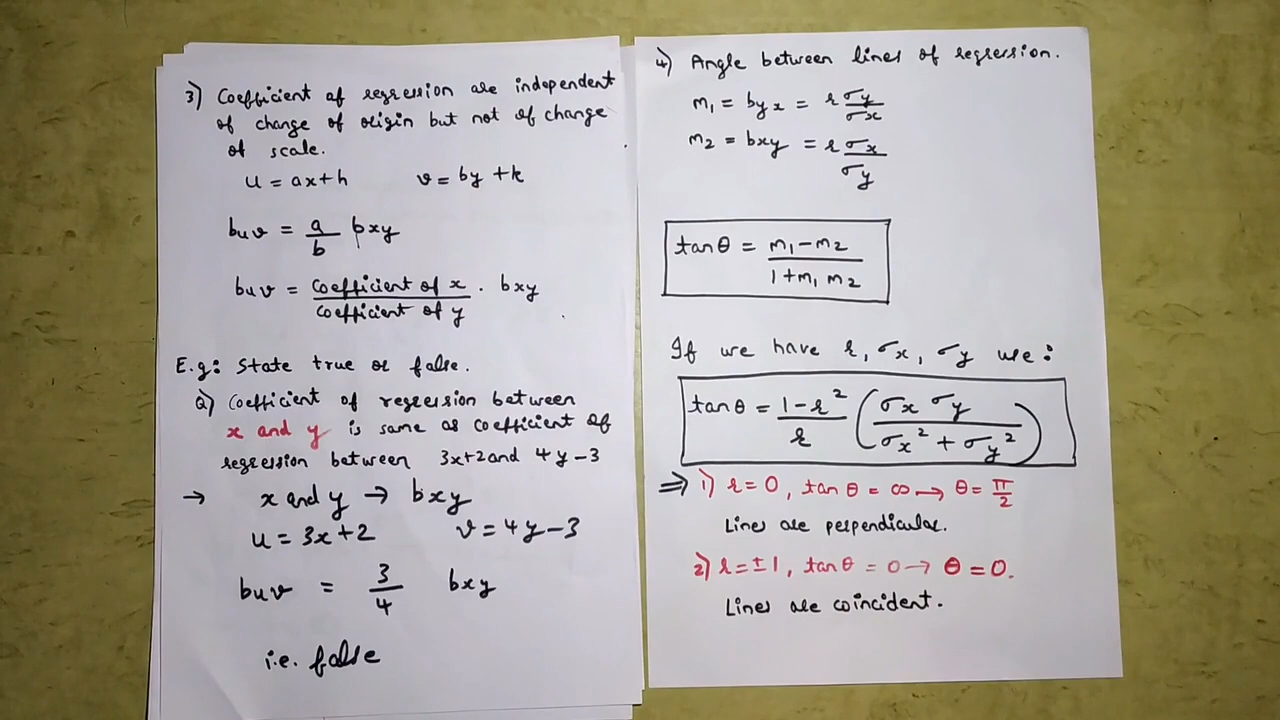 3) Coefficient of regression are independent
of change of origin but not of change
of scale.
u = ax+h v = by +k
buv = a/b bxy
buv = coefficient of x / coefficient of y . bxy
E.g: State true or false.
Q) Coefficient of regression between
x and y is same as coefficient of
regression between 3x+2 and 4y-3
→ x and y → bxy
u = 3x+2 v = 4y-3
buv = 3/4 bxy
i.e. false
4) Angle between lines of regression.
m₁ = byx = r σy/σx
m₂ = bxy = r σx/σy
tanθ = m₁-m₂ / 1+m₁ m₂
If we have r, σx, σy use:
tanθ = 1-r²/r (σx σy / σx² + σy²)
⇒ 1) r=0, tanθ = ∞ → θ = π/2
Lines are perpendicular.
2) r=±1, tanθ = 0 → θ = 0.
Lines are coincident.